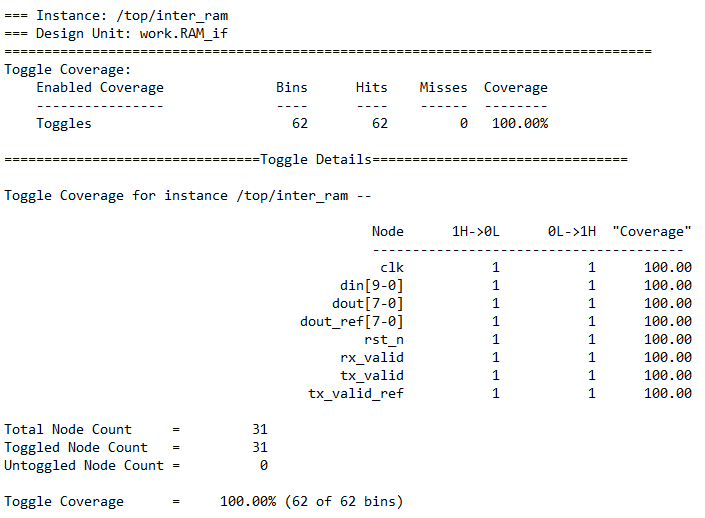 === Instance: /top/inter_ram
=== Design Unit: work.RAM_if
=================================================================================
Toggle Coverage:
    Enabled Coverage              Bins      Hits    Misses  Coverage
    ----------------              ----      ----    ------  --------
    Toggles                         62        62         0   100.00%

================================Toggle Details================================

Toggle Coverage for instance /top/inter_ram --

                                              Node      1H->0L      0L->1H  "Coverage"
                                              ---------------------------------------
                                               clk           1           1      100.00
                                          din[9-0]           1           1      100.00
                                         dout[7-0]           1           1      100.00
                                     dout_ref[7-0]           1           1      100.00
                                             rst_n           1           1      100.00
                                          rx_valid           1           1      100.00
                                          tx_valid           1           1      100.00
                                      tx_valid_ref           1           1      100.00

Total Node Count     =         31
Toggled Node Count   =         31
Untoggled Node Count =          0

Toggle Coverage      =     100.00% (62 of 62 bins)